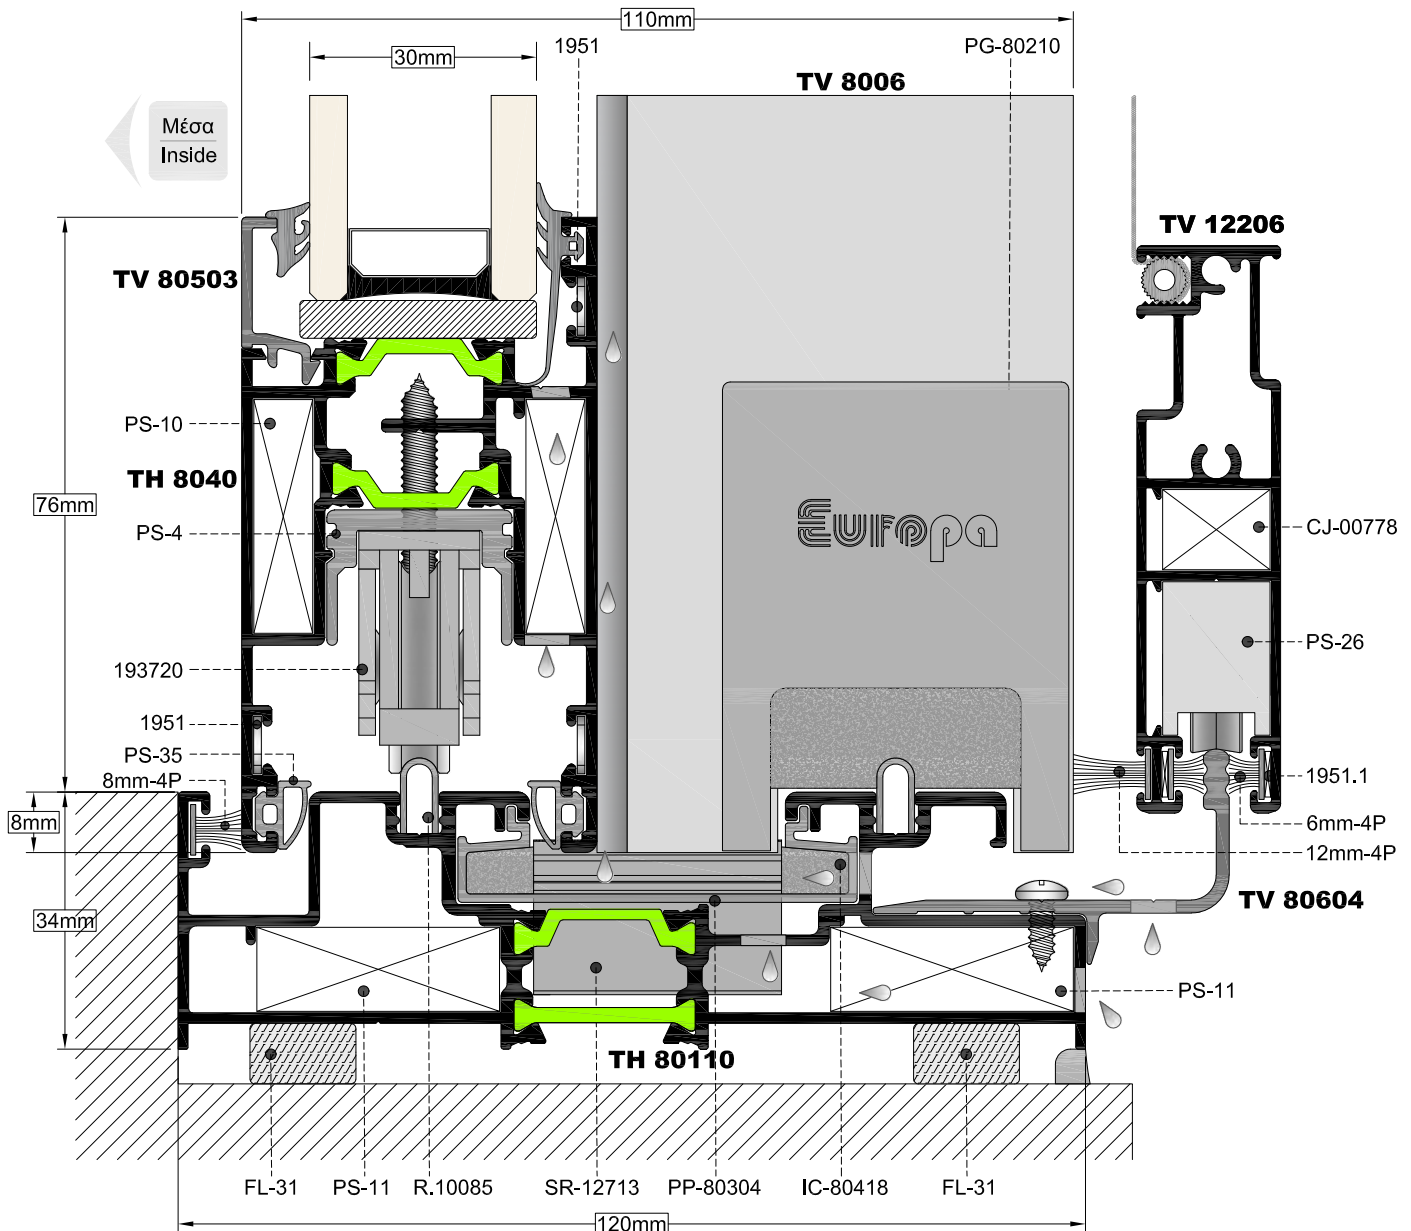 110mm
30mm
1951
PG-80210
TV 8006
Μέσα
Inside
TV 12206
TV 80503
PS-10
TH 8040
76mm
PS-4
Europa
CJ-00778
PS-26
193720
1951
PS-35
8mm-4P
1951.1
8mm
6mm-4P
12mm-4P
TV 80604
34mm
PS-11
TH 80110
FL-31
PS-11
R.10085
SR-12713
PP-80304
IC-80418
FL-31
120mm